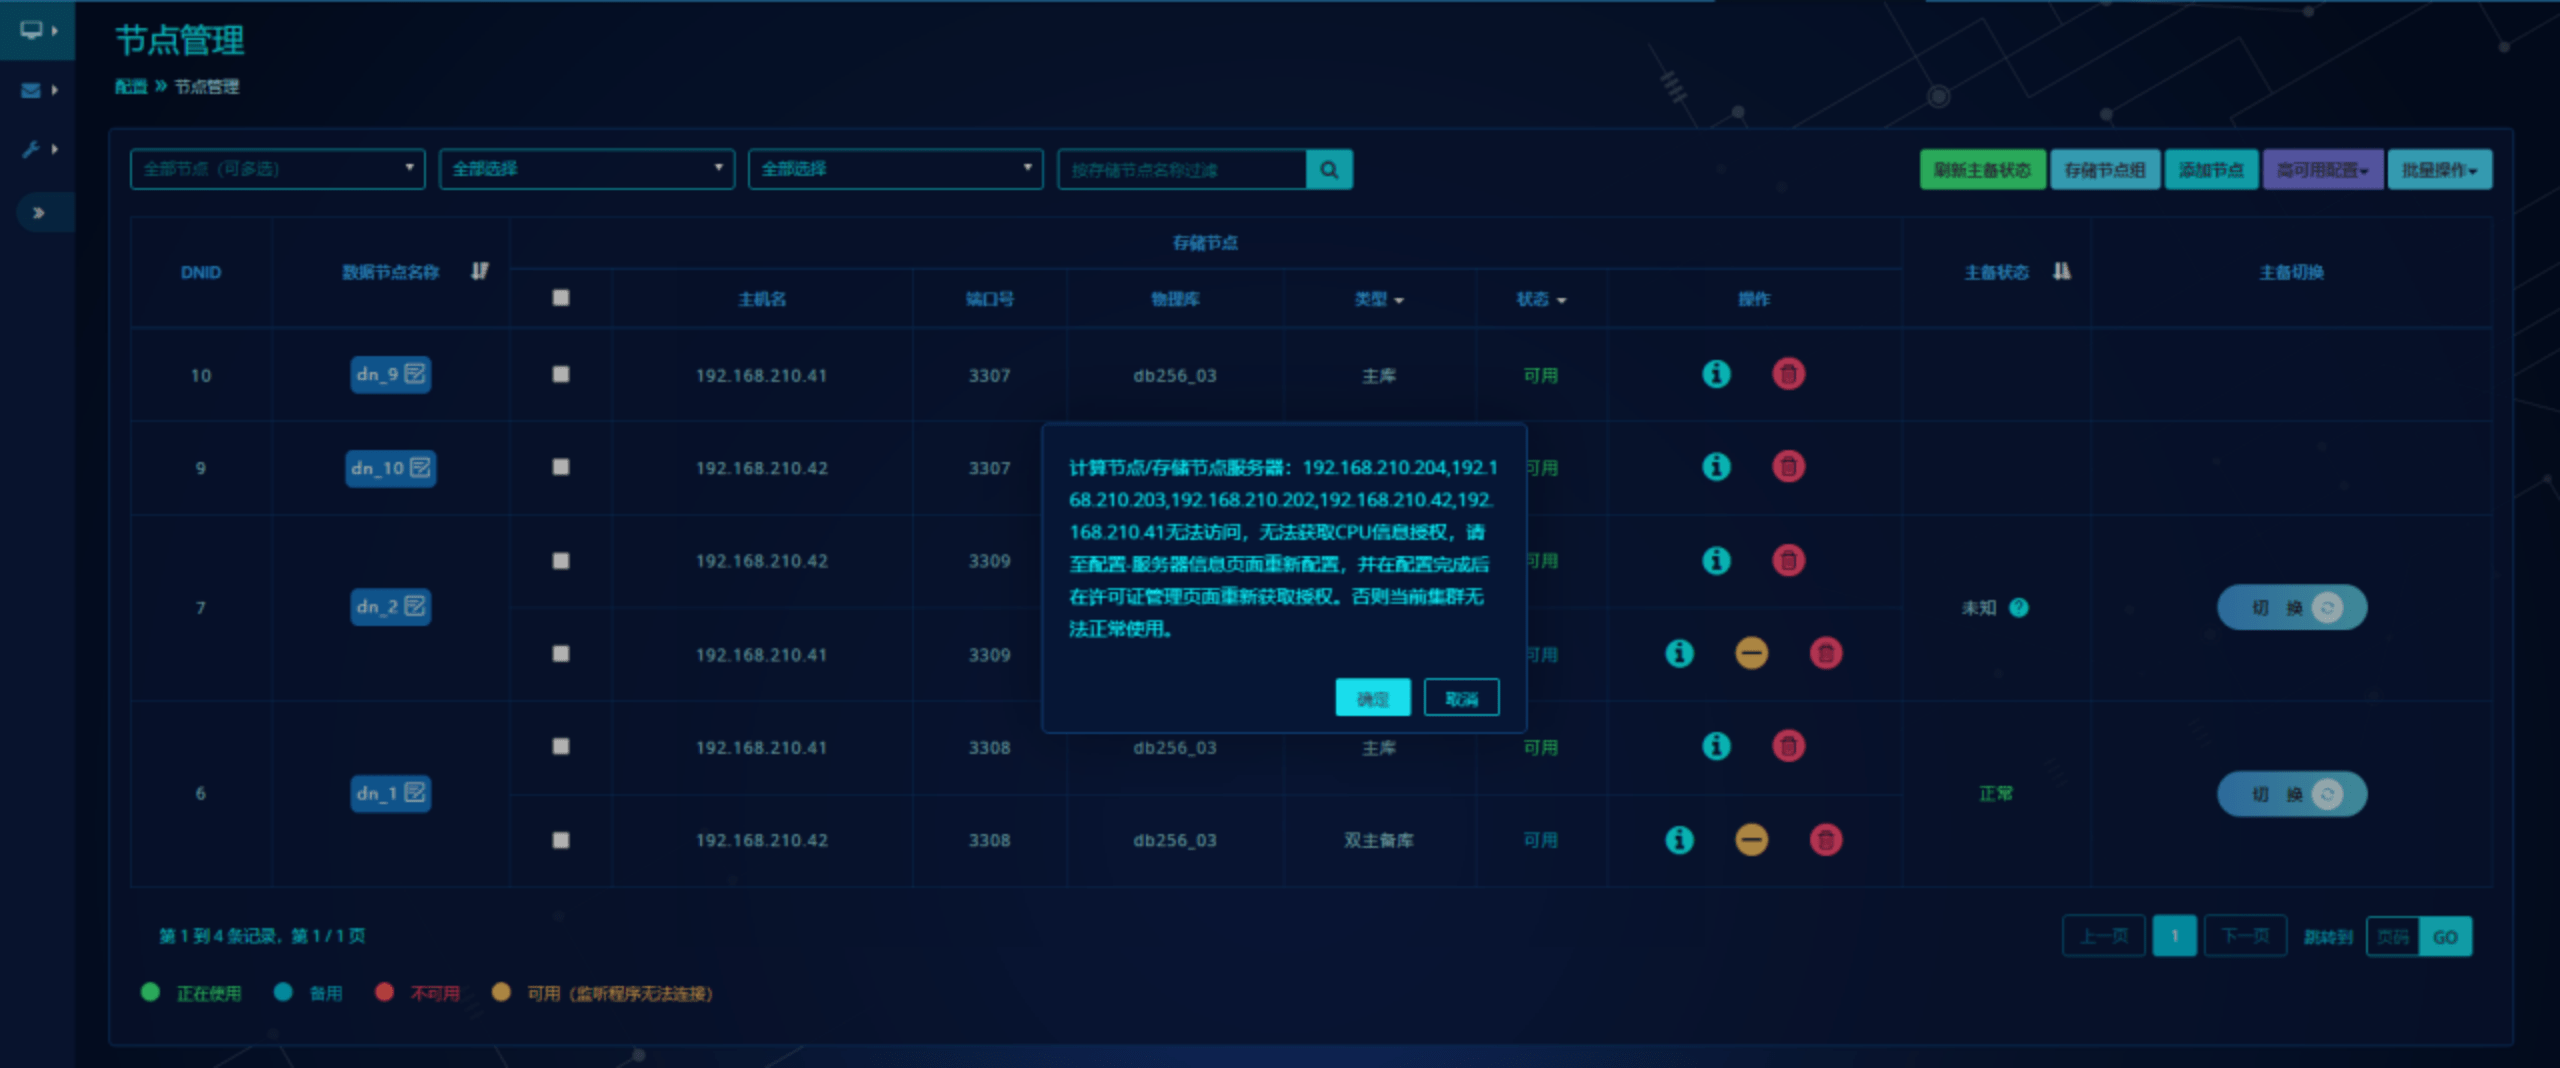 节点管理
配置 » 节点管理
全部节点（可多选） 全部选择 全部选择 按存储节点名称过滤 刷新主备状态 存储节点组 添加节点 高可用配置 批量操作
存储节点
DNID 数据节点名称 主备状态 主备切换
主机名 端口号 物理库 类型 状态 操作
10 dn_9 192.168.210.41 3307 db256_03 主库 可用
9 dn_10 192.168.210.42 3307 可用
192.168.210.42 3309 可用
7 dn_2 未知 切 换
192.168.210.41 3309 可用
192.168.210.41 3308 db256_03 主库 可用
6 dn_1 正常 切 换
192.168.210.42 3308 db256_03 双主备库 可用
计算节点/存储节点服务器：192.168.210.204,192.1
68.210.203,192.168.210.202,192.168.210.42,192.
168.210.41无法访问，无法获取CPU信息授权，请
至配置-服务器信息页面重新配置，并在配置完成后
在许可证管理页面重新获取授权。否则当前集群无
法正常使用。
确定 取消
第 1 到 4 条记录，第 1 / 1 页 上一页 1 下一页 跳转到 页码 GO
正在使用 备用 不可用 可用（监听程序无法连接）